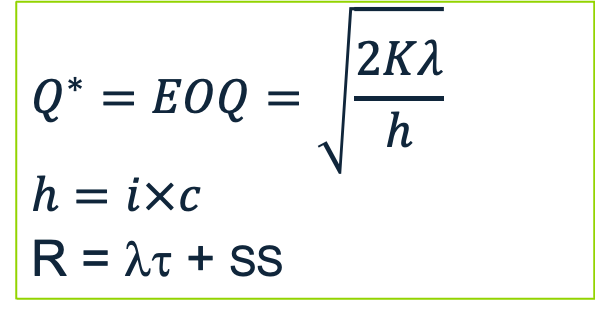 Q* = EOQ = √(2Kλ/h)
h = i×c
R = λτ + ss